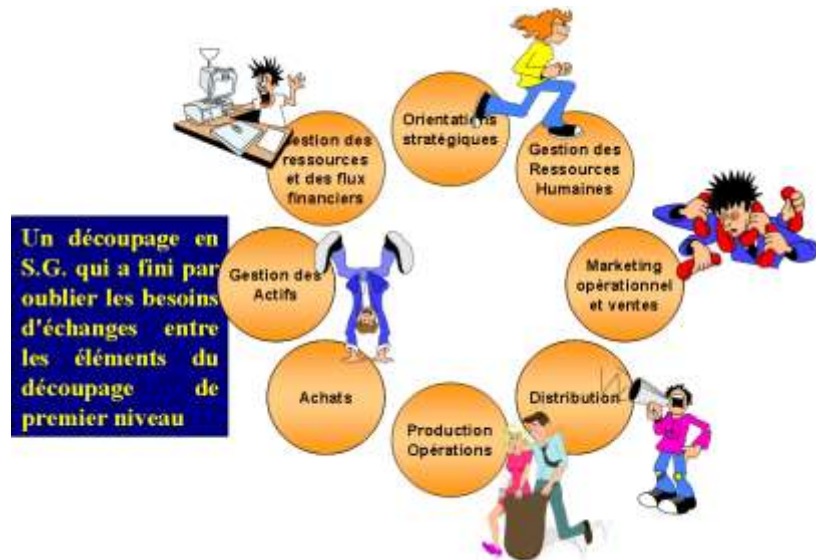 Orientations
stratégiques
Gestion des
Ressources
Humaines
Marketing
opérationnel
et ventes
Distribution
Production
Opérations
Achats
Gestion des
Actifs
estion des
ressources
et des flux
financiers
Un découpage en
S.G. qui a fini par
oublier les besoins
d'échanges entre
les éléments du
découpage de
premier niveau